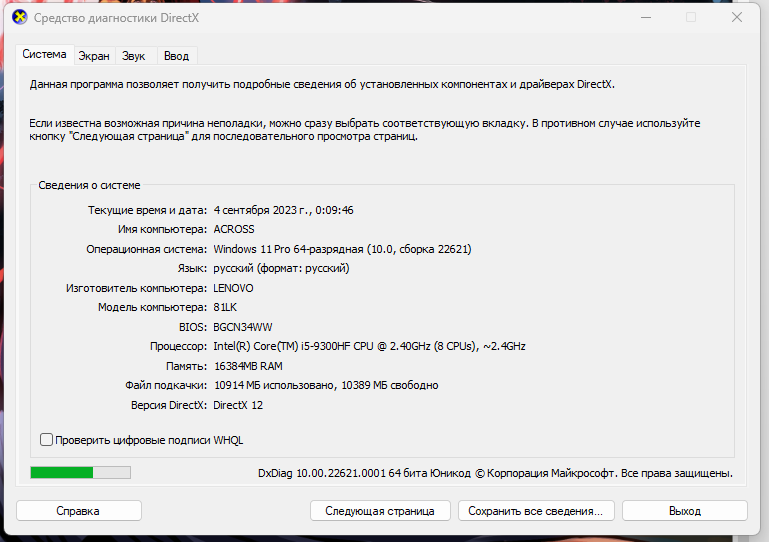 Средство диагностики DirectX
Система Экран Звук Ввод
Данная программа позволяет получить подробные сведения об установленных компонентах и драйверах DirectX.
Если известна возможная причина неполадки, можно сразу выбрать соответствующую вкладку. В противном случае используйте
кнопку "Следующая страница" для последовательного просмотра страниц.
Сведения о системе
Текущие время и дата: 4 сентября 2023 г., 0:09:46
Имя компьютера: ACROSS
Операционная система: Windows 11 Pro 64-разрядная (10.0, сборка 22621)
Язык: русский (формат: русский)
Изготовитель компьютера: LENOVO
Модель компьютера: 81LK
BIOS: BGCN34WW
Процессор: Intel(R) Core(TM) i5-9300HF CPU @ 2.40GHz (8 CPUs), ~2.4GHz
Память: 16384MB RAM
Файл подкачки: 10914 МБ использовано, 10389 МБ свободно
Версия DirectX: DirectX 12
Проверить цифровые подписи WHQL
DxDiag 10.00.22621.0001 64 бита Юникод © Корпорация Майкрософт. Все права защищены.
Справка Следующая страница Сохранить все сведения... Выход